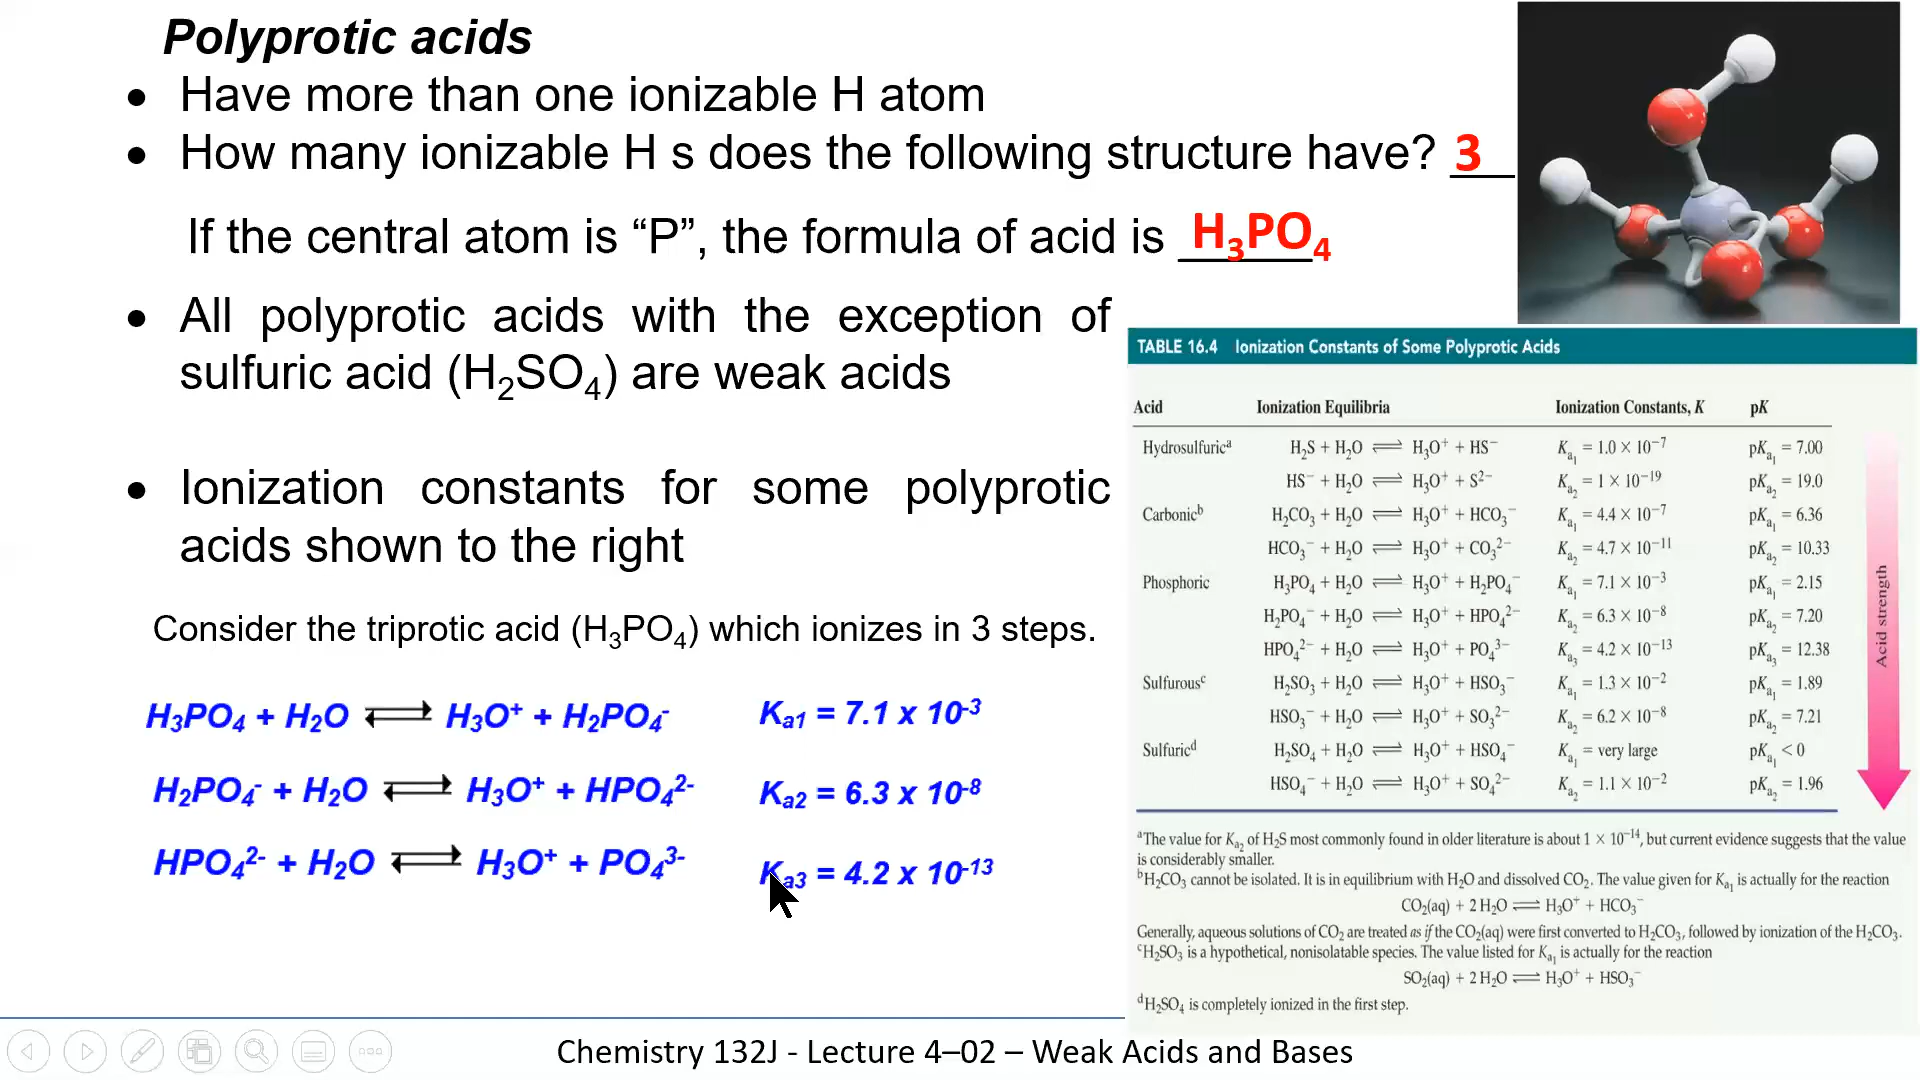 Polyprotic acids
• Have more than one ionizable H atom
• How many ionizable H s does the following structure have? 3
If the central atom is “P”, the formula of acid is H₃PO₄
• All polyprotic acids with the exception of
sulfuric acid (H₂SO₄) are weak acids
• Ionization constants for some polyprotic
acids shown to the right
Consider the triprotic acid (H₃PO₄) which ionizes in 3 steps.
H₃PO₄ + H₂O ⇌ H₃O⁺ + H₂PO₄⁻ Kₐ₁ = 7.1 x 10⁻³
H₂PO₄⁻ + H₂O ⇌ H₃O⁺ + HPO₄²⁻ Kₐ₂ = 6.3 x 10⁻⁸
HPO₄²⁻ + H₂O ⇌ H₃O⁺ + PO₄³⁻ Kₐ₃ = 4.2 x 10⁻¹³
TABLE 16.4 Ionization Constants of Some Polyprotic Acids
Acid Ionization Equilibria Ionization Constants, K pK
Hydrosulfuricᵃ H₂S + H₂O ⇌ H₃O⁺ + HS⁻ Kₐ₁ = 1.0 × 10⁻⁷ pKₐ₁ = 7.00
HS⁻ + H₂O ⇌ H₃O⁺ + S²⁻ Kₐ₂ = 1 × 10⁻¹⁹ pKₐ₂ = 19.0
Carbonicᵇ H₂CO₃ + H₂O ⇌ H₃O⁺ + HCO₃⁻ Kₐ₁ = 4.4 × 10⁻⁷ pKₐ₁ = 6.36
HCO₃⁻ + H₂O ⇌ H₃O⁺ + CO₃²⁻ Kₐ₂ = 4.7 × 10⁻¹¹ pKₐ₂ = 10.33
Phosphoric H₃PO₄ + H₂O ⇌ H₃O⁺ + H₂PO₄⁻ Kₐ₁ = 7.1 × 10⁻³ pKₐ₁ = 2.15
H₂PO₄⁻ + H₂O ⇌ H₃O⁺ + HPO₄²⁻ Kₐ₂ = 6.3 × 10⁻⁸ pKₐ₂ = 7.20
HPO₄²⁻ + H₂O ⇌ H₃O⁺ + PO₄³⁻ Kₐ₃ = 4.2 × 10⁻¹³ pKₐ₃ = 12.38
Sulfurousᶜ H₂SO₃ + H₂O ⇌ H₃O⁺ + HSO₃⁻ Kₐ₁ = 1.3 × 10⁻² pKₐ₁ = 1.89
HSO₃⁻ + H₂O ⇌ H₃O⁺ + SO₃²⁻ Kₐ₂ = 6.2 × 10⁻⁸ pKₐ₂ = 7.21
Sulfuricᵈ H₂SO₄ + H₂O ⇌ H₃O⁺ + HSO₄⁻ Kₐ₁ = very large pKₐ₁ < 0
HSO₄⁻ + H₂O ⇌ H₃O⁺ + SO₄²⁻ Kₐ₂ = 1.1 × 10⁻² pKₐ₂ = 1.96
Acid strength
ᵃThe value for Kₐ₂ of H₂S most commonly found in older literature is about 1 × 10⁻¹⁴, but current evidence suggests that the value
is considerably smaller.
ᵇH₂CO₃ cannot be isolated. It is in equilibrium with H₂O and dissolved CO₂. The value given for Kₐ₁ is actually for the reaction
CO₂(aq) + 2 H₂O ⇌ H₃O⁺ + HCO₃⁻
Generally, aqueous solutions of CO₂ are treated as if the CO₂(aq) were first converted to H₂CO₃, followed by ionization of the H₂CO₃.
ᶜH₂SO₃ is a hypothetical, nonisolatable species. The value listed for Kₐ₁ is actually for the reaction
SO₂(aq) + 2 H₂O ⇌ H₃O⁺ + HSO₃⁻
ᵈH₂SO₄ is completely ionized in the first step.
Chemistry 132J - Lecture 4–02 – Weak Acids and Bases